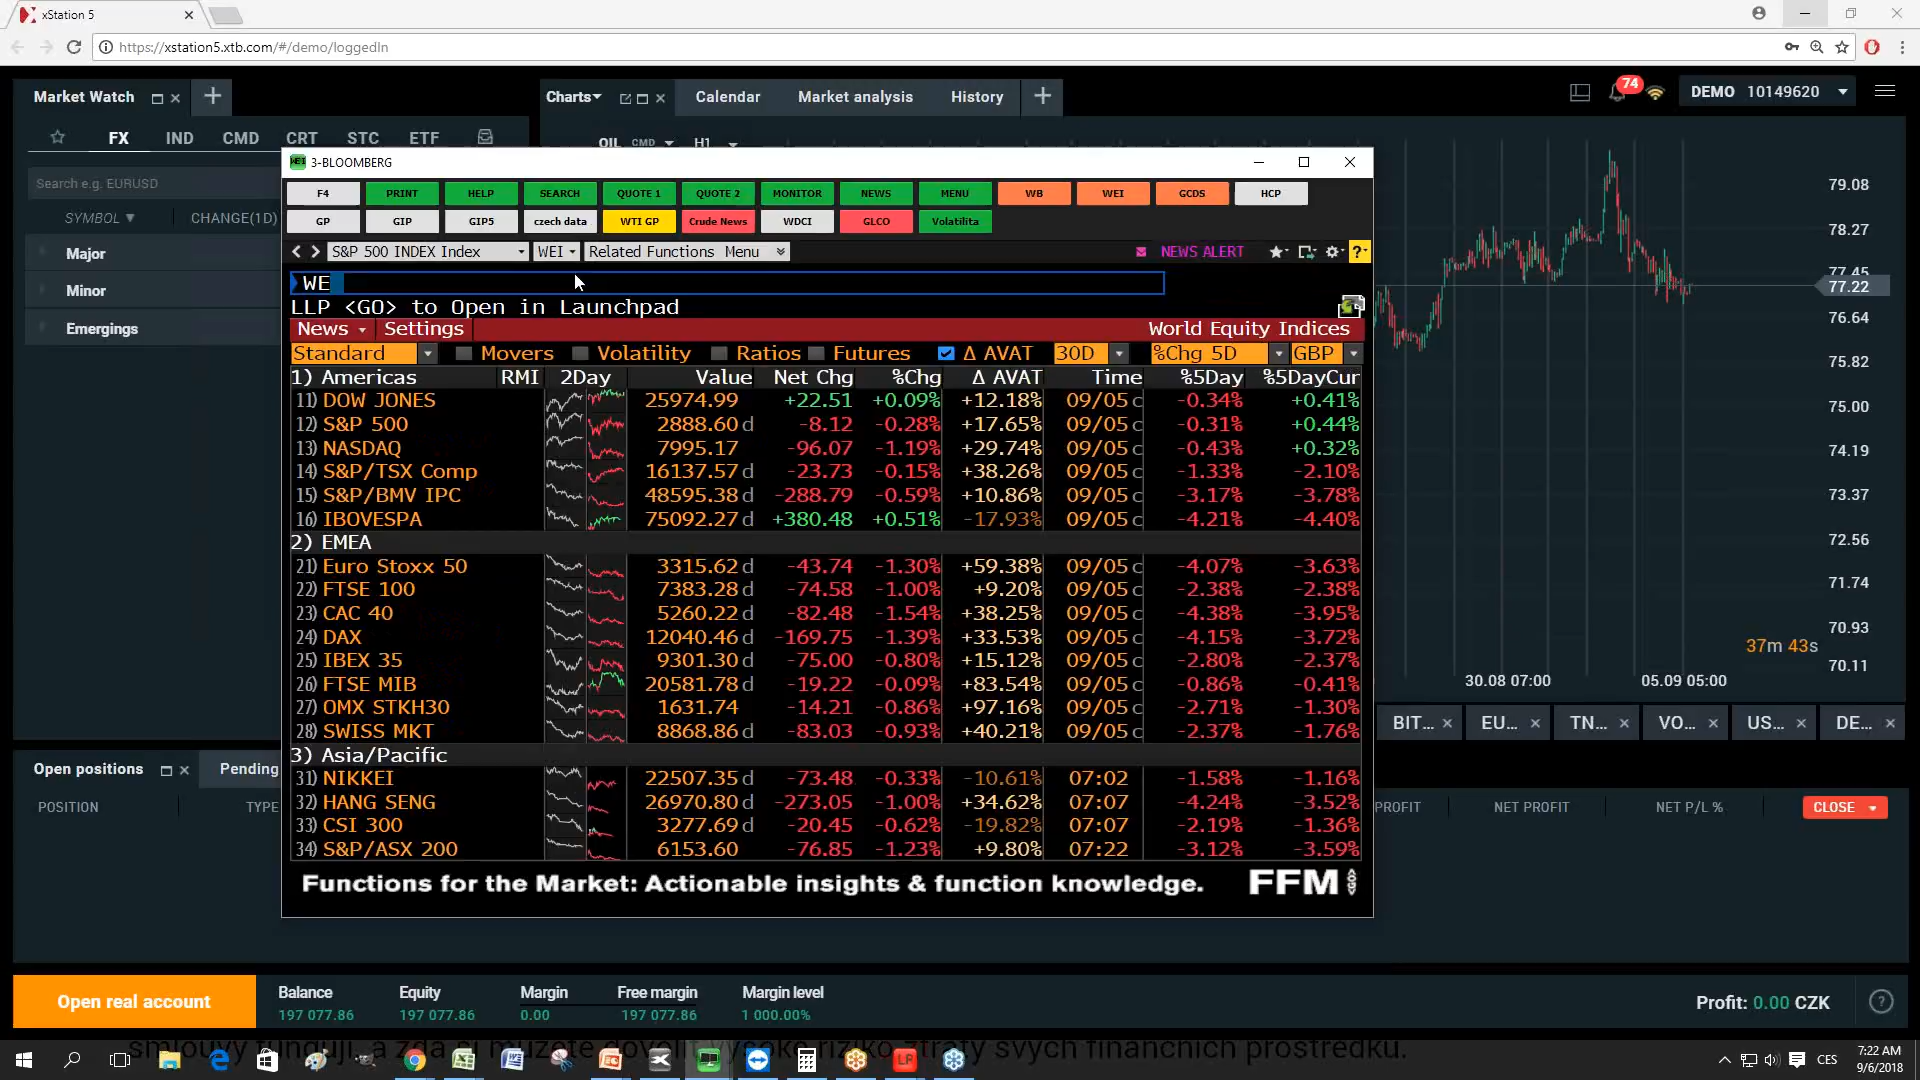 xStation 5
https://xstation5.xtb.com/#/demo/loggedIn
Market Watch
Charts
Calendar
Market analysis
History
74
DEMO 10149620
FX IND CMD CRT STC ETF
OIL CMD H1
Search e.g. EURUSD
SYMBOL CHANGE(1D)
Major
Minor
Emergings
3-BLOOMBERG
F4 PRINT HELP SEARCH QUOTE 1 QUOTE 2 MONITOR NEWS MENU WB WEI GCDS HCP
GP GIP GIP5 czech data WTI GP Crude News WDCI GLCO Volatilita
S&P 500 INDEX Index WEI Related Functions Menu NEWS ALERT
WE
LLP <GO> to Open in Launchpad
News Settings World Equity Indices
Standard Movers Volatility Ratios Futures Δ AVAT 30D %Chg 5D GBP
1) Americas RMI 2Day Value Net Chg %Chg Δ AVAT Time %5Day %5DayCur
11) DOW JONES 25974.99 +22.51 +0.09% +12.18% 09/05 c -0.34% +0.41%
12) S&P 500 2888.60 d -8.12 -0.28% +17.65% 09/05 c -0.31% +0.44%
13) NASDAQ 7995.17 -96.07 -1.19% +29.74% 09/05 c -0.43% +0.32%
14) S&P/TSX Comp 16137.57 d -23.73 -0.15% +38.26% 09/05 c -1.33% -2.10%
15) S&P/BMV IPC 48595.38 d -288.79 -0.59% +10.86% 09/05 c -3.17% -3.78%
16) IBOVESPA 75092.27 d +380.48 +0.51% -17.93% 09/05 c -4.21% -4.40%
2) EMEA
21) Euro Stoxx 50 3315.62 d -43.74 -1.30% +59.38% 09/05 c -4.07% -3.63%
22) FTSE 100 7383.28 d -74.58 -1.00% +9.20% 09/05 c -2.38% -2.38%
23) CAC 40 5260.22 d -82.48 -1.54% +38.25% 09/05 c -4.38% -3.95%
24) DAX 12040.46 d -169.75 -1.39% +33.53% 09/05 c -4.15% -3.72%
25) IBEX 35 9301.30 d -75.00 -0.80% +15.12% 09/05 c -2.80% -2.37%
26) FTSE MIB 20581.78 d -19.22 -0.09% +83.54% 09/05 c -0.86% -0.41%
27) OMX STKH30 1631.74 -14.21 -0.86% +97.16% 09/05 c -2.71% -1.30%
28) SWISS MKT 8868.86 d -83.03 -0.93% +40.21% 09/05 c -2.37% -1.76%
3) Asia/Pacific
31) NIKKEI 22507.35 d -73.48 -0.33% -10.61% 07:02 -1.58% -1.16%
32) HANG SENG 26970.80 d -273.05 -1.00% +34.62% 07:07 -4.24% -3.52%
33) CSI 300 3277.69 d -20.45 -0.62% -19.82% 07:07 -2.19% -1.36%
34) S&P/ASX 200 6153.60 -76.85 -1.23% +9.80% 07:22 -3.12% -3.59%
Functions for the Market: Actionable insights & function knowledge. FFM
79.08
78.27
77.45
77.22
76.64
75.82
75.00
74.19
73.37
72.56
71.74
70.93
70.11
37m 43s
30.08 07:00 05.09 05:00
BIT... EU... TN... VO... US... DE...
Open positions Pending
POSITION TYPE PROFIT NET PROFIT NET P/L % CLOSE
Open real account
Balance Equity Margin Free margin Margin level
197 077.86 197 077.86 0.00 197 077.86 1 000.00%
Profit: 0.00 CZK
ztráty svých finančních prostředků.
CES
7:22 AM
9/6/2018